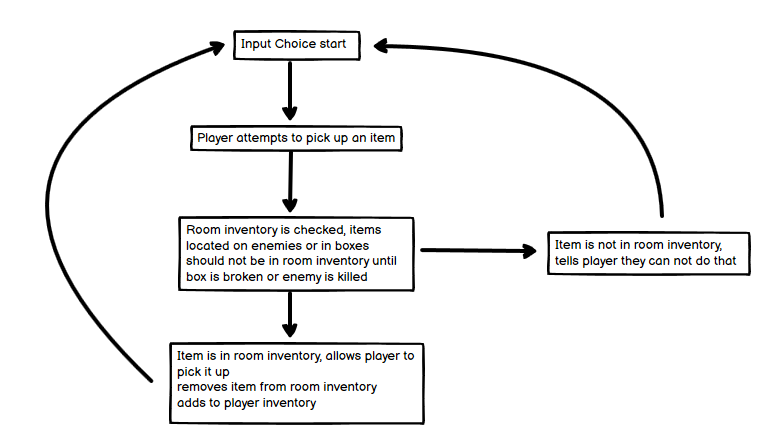 Input Choice start
Player attempts to pick up an item
Room inventory is checked, items
located on enemies or in boxes
should not be in room inventory until
box is broken or enemy is killed
Item is not in room inventory,
tells player they can not do that
Item is in room inventory, allows player to
pick it up
removes item from room inventory
adds to player inventory